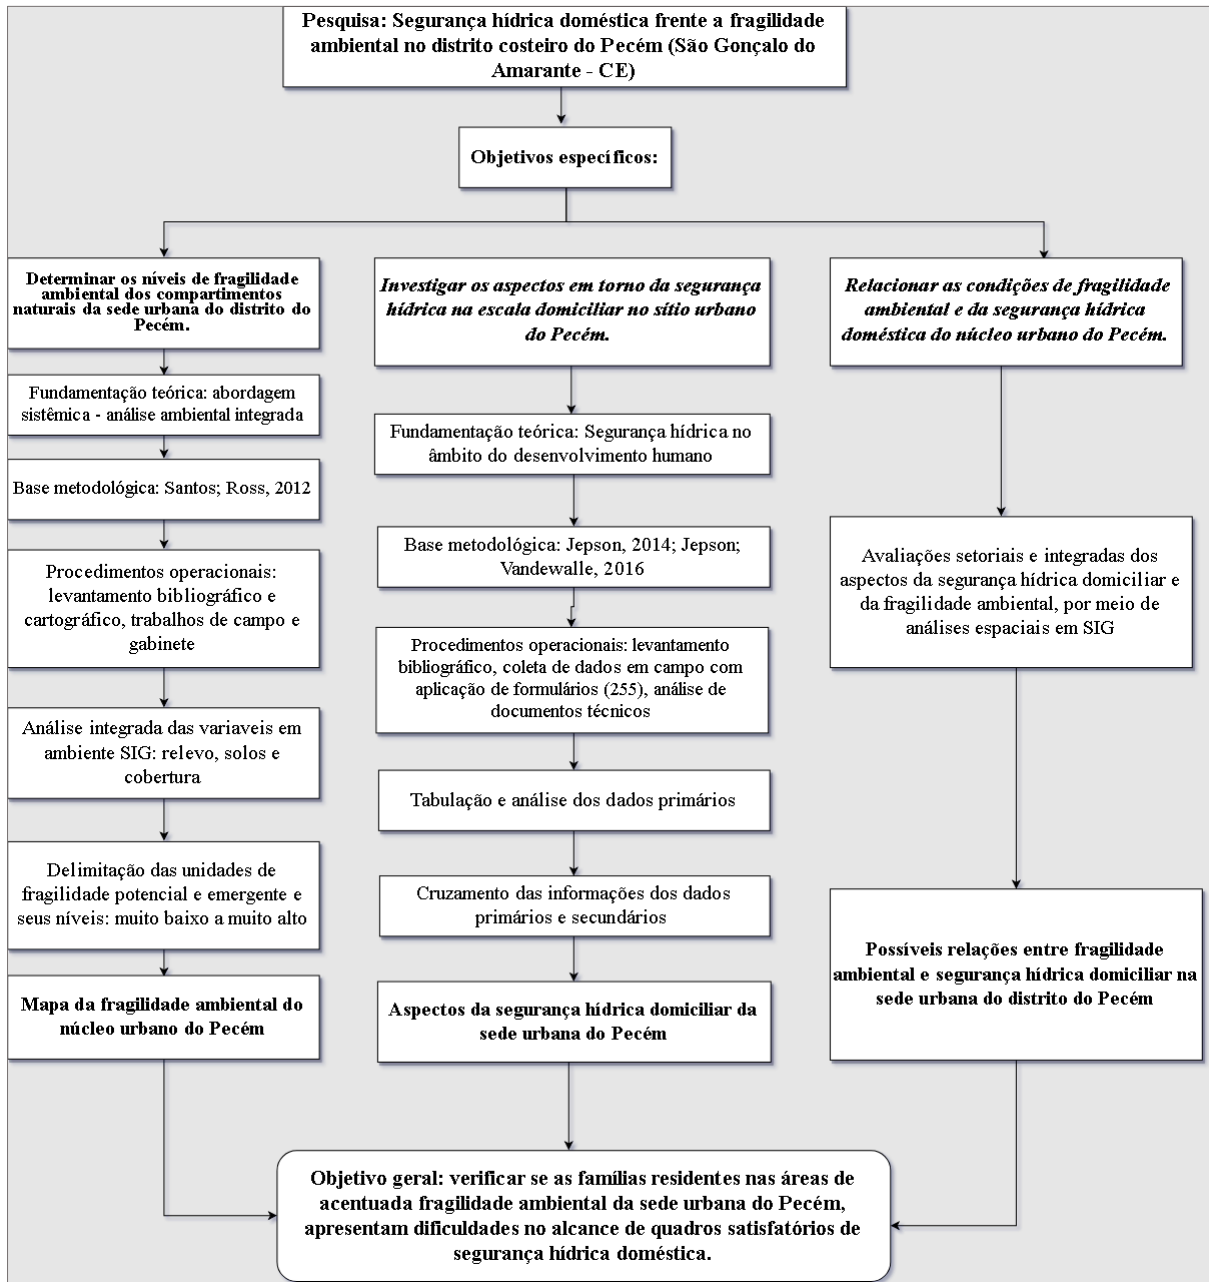 Pesquisa: Segurança hídrica doméstica frente a fragilidade
ambiental no distrito costeiro do Pecém (São Gonçalo do
Amarante - CE)
Objetivos específicos:
Determinar os níveis de fragilidade
ambiental dos compartimentos
naturais da sede urbana do distrito do
Pecém.
Fundamentação teórica: abordagem
sistêmica - análise ambiental integrada
Base metodológica: Santos; Ross, 2012
Procedimentos operacionais:
levantamento bibliográfico e
cartográfico, trabalhos de campo e
gabinete
Análise integrada das variaveis em
ambiente SIG: relevo, solos e
cobertura
Delimitação das unidades de
fragilidade potencial e emergente e
seus níveis: muito baixo a muito alto
Mapa da fragilidade ambiental do
núcleo urbano do Pecém
Investigar os aspectos em torno da segurança
hídrica na escala domiciliar no sítio urbano
do Pecém.
Fundamentação teórica: Segurança hídrica no
âmbito do desenvolvimento humano
Base metodológica: Jepson, 2014; Jepson;
Vandewalle, 2016
Procedimentos operacionais: levantamento
bibliográfico, coleta de dados em campo com
aplicação de formulários (255), análise de
documentos técnicos
Tabulação e análise dos dados primários
Cruzamento das informações dos dados
primários e secundários
Aspectos da segurança hídrica domiciliar da
sede urbana do Pecém
Relacionar as condições de fragilidade
ambiental e da segurança hídrica
doméstica do núcleo urbano do Pecém.
Avaliações setoriais e integradas dos
aspectos da segurança hídrica domiciliar e
da fragilidade ambiental, por meio de
análises espaciais em SIG
Possíveis relações entre fragilidade
ambiental e segurança hídrica domiciliar na
sede urbana do distrito do Pecém
Objetivo geral: verificar se as famílias residentes nas áreas de
acentuada fragilidade ambiental da sede urbana do Pecém,
apresentam dificuldades no alcance de quadros satisfatórios de
segurança hídrica doméstica.